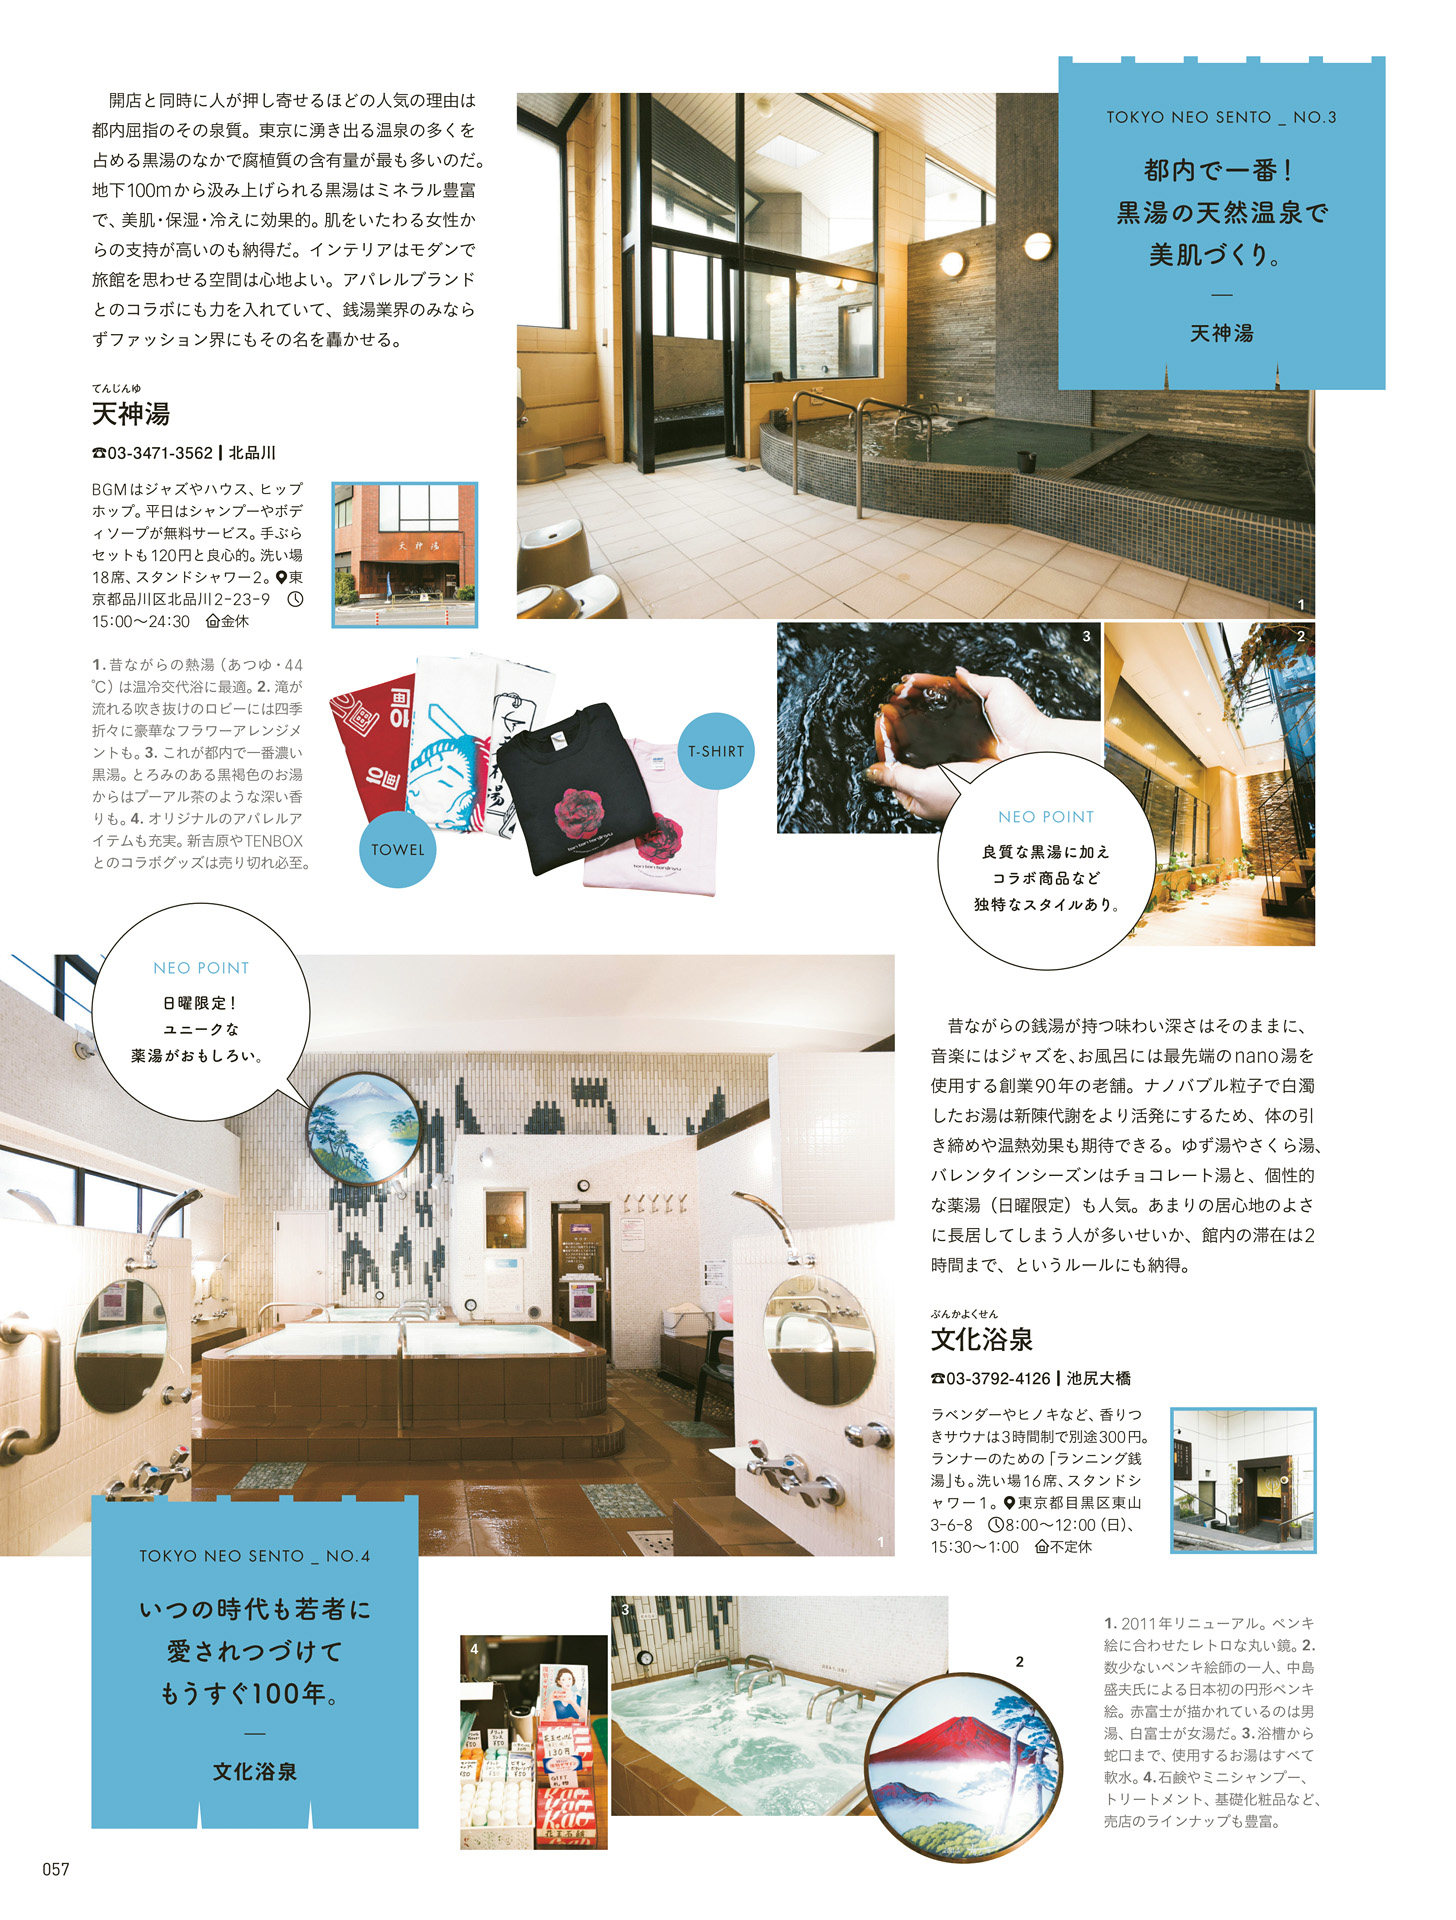 TOKYO NEO SENTO _ NO.3
都内で一番！
黒湯の天然温泉で
美肌づくり。
天神湯
開店と同時に人が押し寄せるほどの人気の理由は
都内屈指のその泉質。東京に湧き出る温泉の多くを
占める黒湯のなかで腐植質の含有量が最も多いのだ。
地下100mから汲み上げられる黒湯はミネラル豊富
で、美肌・保湿・冷えに効果的。肌をいたわる女性か
らの支持が高いのも納得だ。インテリアはモダンで
旅館を思わせる空間は心地よい。アパレルブランド
とのコラボにも力を入れていて、銭湯業界のみなら
ずファッション界にもその名を轟かせる。
てんじんゆ
天神湯
☎03-3471-3562 | 北品川
BGMはジャズやハウス、ヒップ
ホップ。平日はシャンプーやボデ
ィソープが無料サービス。手ぶら
セットも120円と良心的。洗い場
18席、スタンドシャワー2。東
京都品川区北品川2-23-9
15:00〜24:30 金休
天神湯
1.昔ながらの熱湯（あつゆ・44
℃）は温冷交代浴に最適。2.滝が
流れる吹き抜けのロビーには四季
折々に豪華なフラワーアレンジメ
ントも。3.これが都内で一番濃い
黒湯。とろみのある黒褐色のお湯
からはプーアル茶のような深い香
りも。4.オリジナルのアパレルア
イテムも充実。新吉原やTENBOX
とのコラボグッズは売り切れ必至。
TOWEL
T-SHIRT
1
3
2
NEO POINT
良質な黒湯に加え
コラボ商品など
独特なスタイルあり。
NEO POINT
日曜限定！
ユニークな
薬湯がおもしろい。
1
TOKYO NEO SENTO _ NO.4
いつの時代も若者に
愛されつづけて
もうすぐ100年。
文化浴泉
昔ながらの銭湯が持つ味わい深さはそのままに、
音楽にはジャズを、お風呂には最先端のnano湯を
使用する創業90年の老舗。ナノバブル粒子で白濁
したお湯は新陳代謝をより活発にするため、体の引
き締めや温熱効果も期待できる。ゆず湯やさくら湯、
バレンタインシーズンはチョコレート湯と、個性的
な薬湯（日曜限定）も人気。あまりの居心地のよさ
に長居してしまう人が多いせいか、館内の滞在は2
時間まで、というルールにも納得。
ぶんかよくせん
文化浴泉
☎03-3792-4126 | 池尻大橋
ラベンダーやヒノキなど、香りつ
きサウナは3時間制で別途300円。
ランナーのための「ランニング銭
湯」も。洗い場16席、スタンドシ
ャワー1。東京都目黒区東山
3-6-8 8:00〜12:00（日）、
15:30〜1:00 不定休
4
130円
3
2
1.2011年リニューアル。ペンキ
絵に合わせたレトロな丸い鏡。2.
数少ないペンキ絵師の一人、中島
盛夫氏による日本初の円形ペンキ
絵。赤富士が描かれているのは男
湯、白富士が女湯だ。3.浴槽から
蛇口まで、使用するお湯はすべて
軟水。4.石鹸やミニシャンプー、
トリートメント、基礎化粧品など、
売店のラインナップも豊富。
057